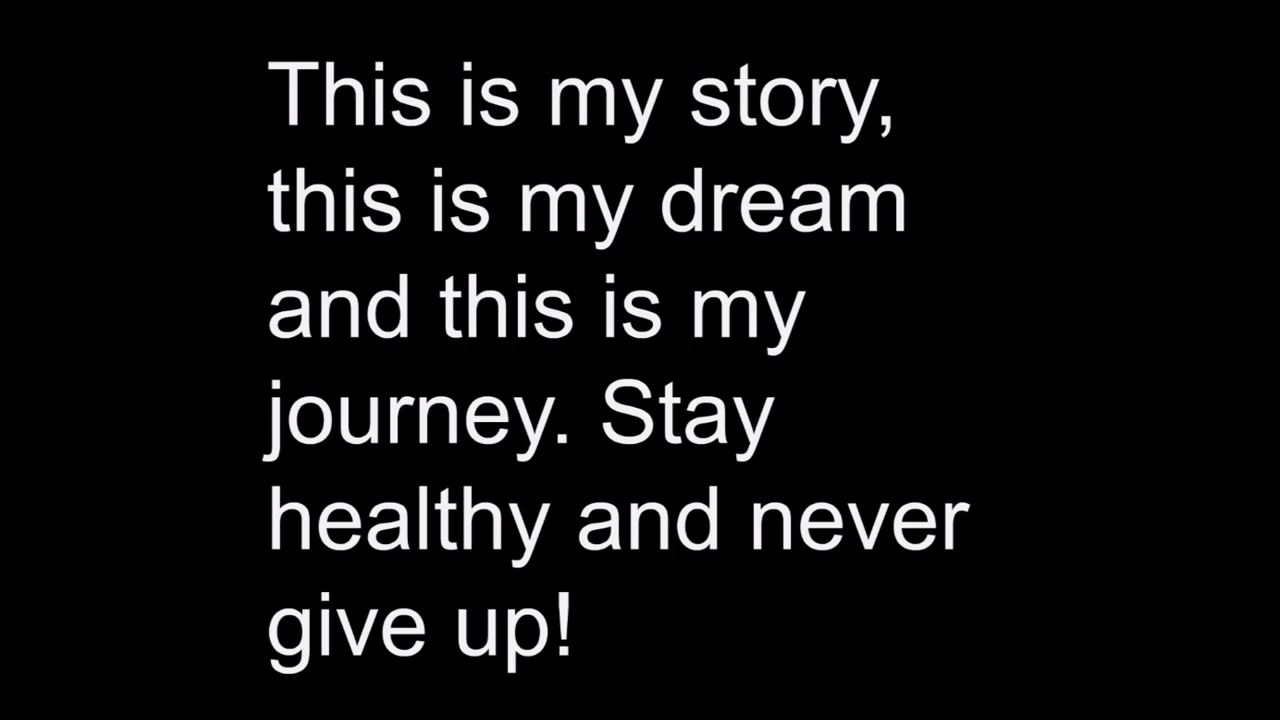 This is my story,
this is my dream
and this is my
journey. Stay
healthy and never
give up!